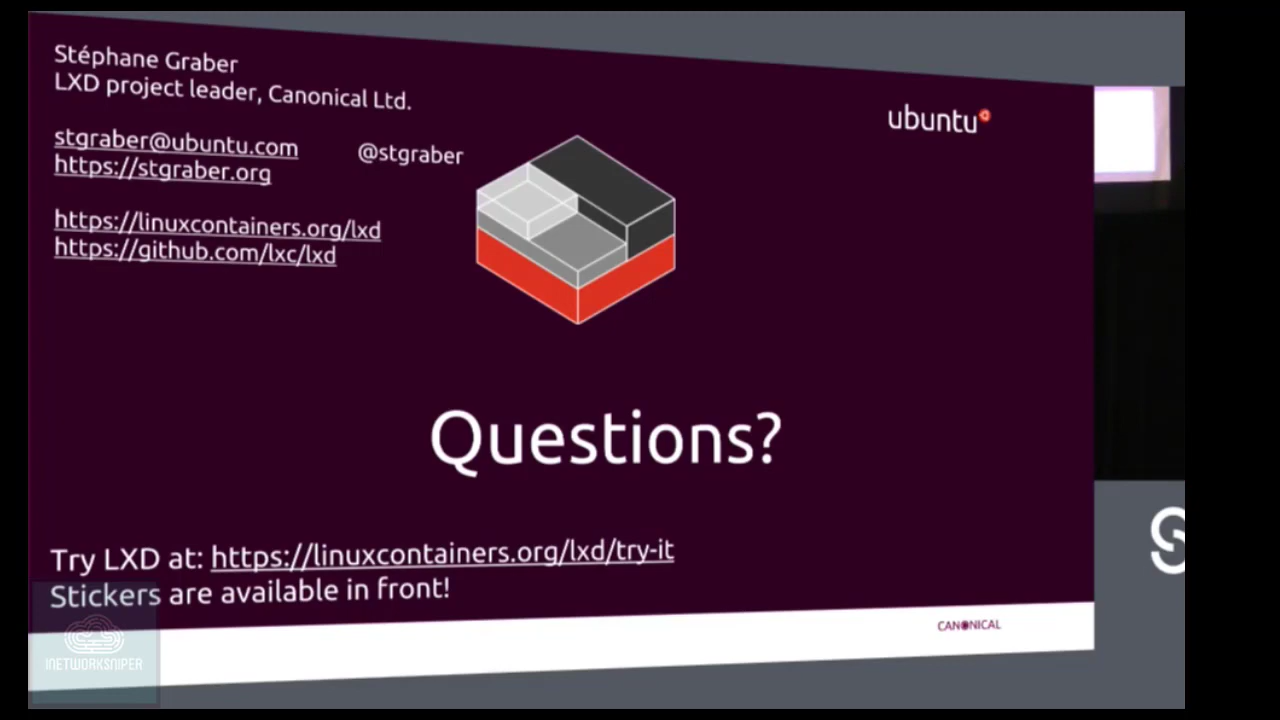 Stéphane Graber
LXD project leader, Canonical Ltd.
stgraber@ubuntu.com @stgraber
https://stgraber.org
https://linuxcontainers.org/lxd
https://github.com/lxc/lxd
ubuntu
Questions?
Try LXD at: https://linuxcontainers.org/lxd/try-it
Stickers are available in front!
CANONICAL
INETWORKSNIPER